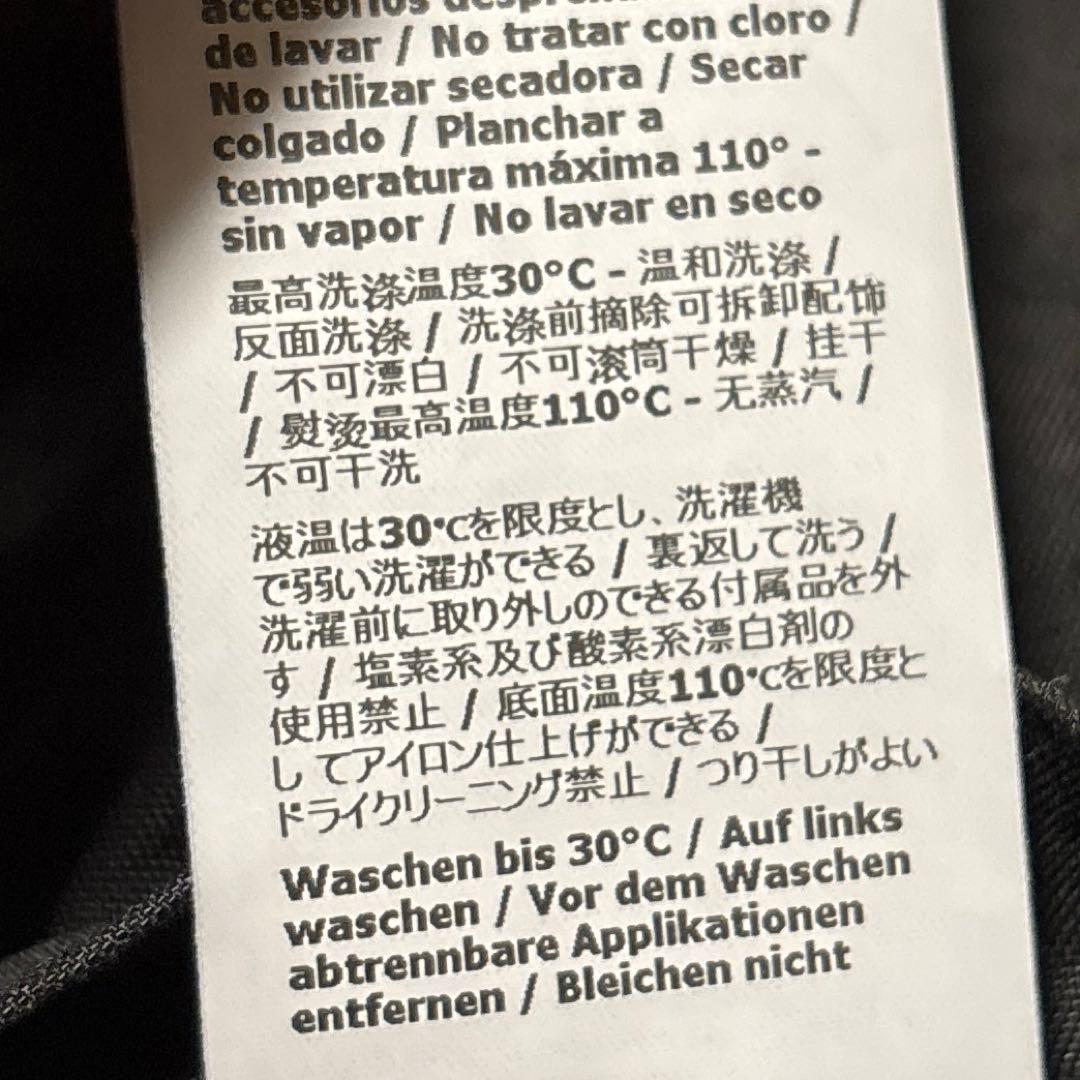 accesorios
de lavar / No tratar con cloro /
No utilizar secadora / Secar
colgado / Planchar a
temperatura máxima 110° -
sin vapor / No lavar en seco
最高洗涤温度30°C - 温和洗涤 /
反面洗涤 / 洗涤前摘除可拆卸配饰
/ 不可漂白 / 不可滚筒干燥 / 挂干
/ 熨烫最高温度110°C - 无蒸汽 /
不可干洗
液温は30℃を限度とし、洗濯機
で弱い洗濯ができる / 裏返して洗う /
洗濯前に取り外しのできる付属品を外
す / 塩素系及び酸素系漂白剤の
使用禁止 / 底面温度110℃を限度と
し てアイロン仕上げができる /
ドライクリーニング禁止 / つり干しがよい
Waschen bis 30°C / Auf links
waschen / Vor dem Waschen
abtrennbare Applikationen
entfernen / Bleichen nicht